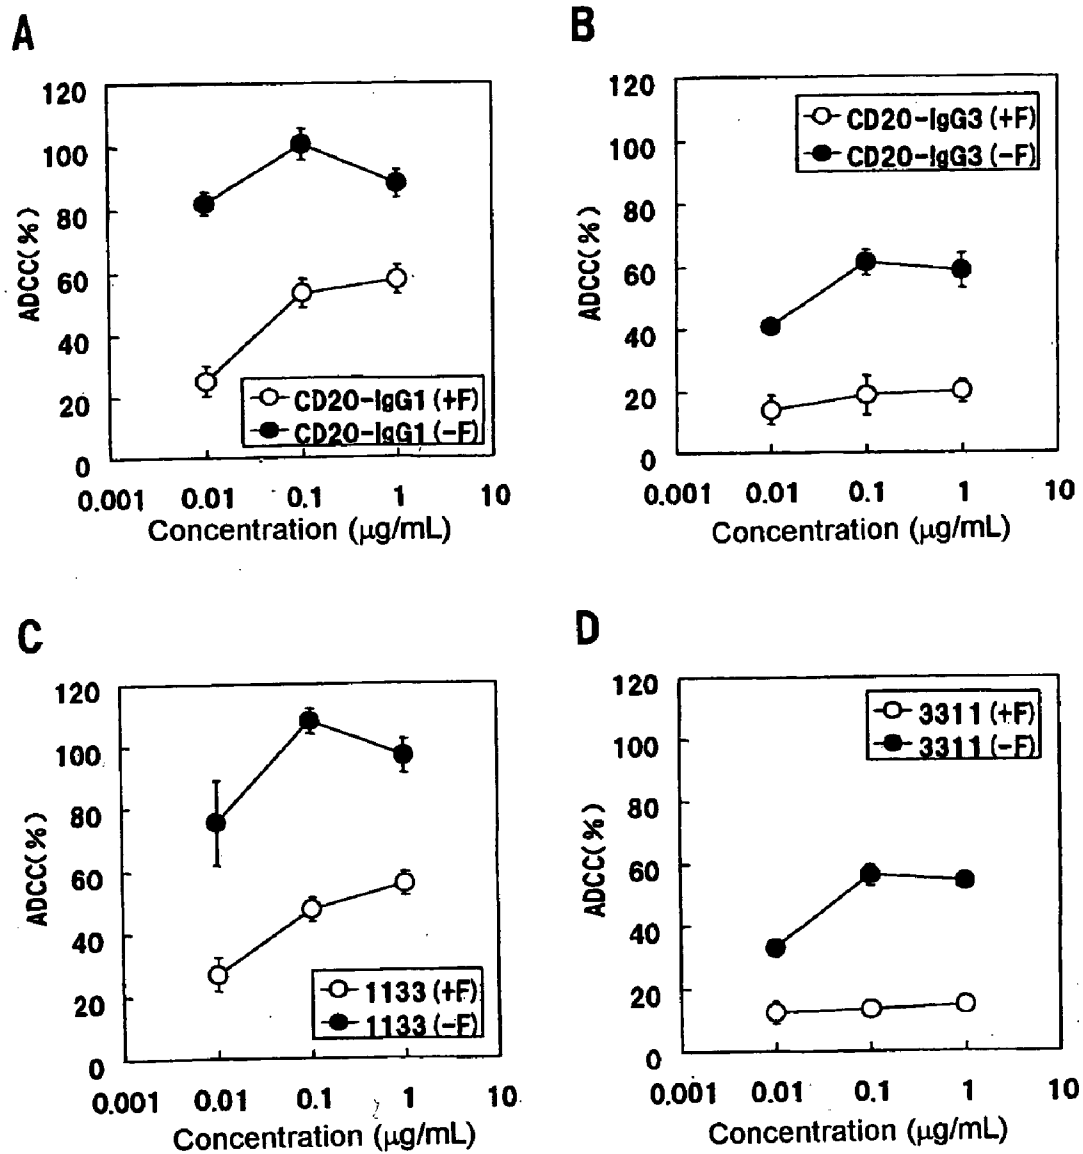 A
120
100
80
60
40
20
0
ADCC(%)
CD20-IgG1 (+F)
CD20-IgG1 (-F)
0.001 0.01 0.1 1 10
Concentration (μg/mL)
B
120
100
80
60
40
20
0
ADCC(%)
CD20-IgG3 (+F)
CD20-IgG3 (-F)
0.001 0.01 0.1 1 10
Concentration (μg/mL)
C
120
100
80
60
40
20
0
ADCC(%)
1133 (+F)
1133 (-F)
0.001 0.01 0.1 1 10
Concentration (μg/mL)
D
120
100
80
60
40
20
0
ADCC(%)
3311 (+F)
3311 (-F)
0.001 0.01 0.1 1 10
Concentration (μg/mL)